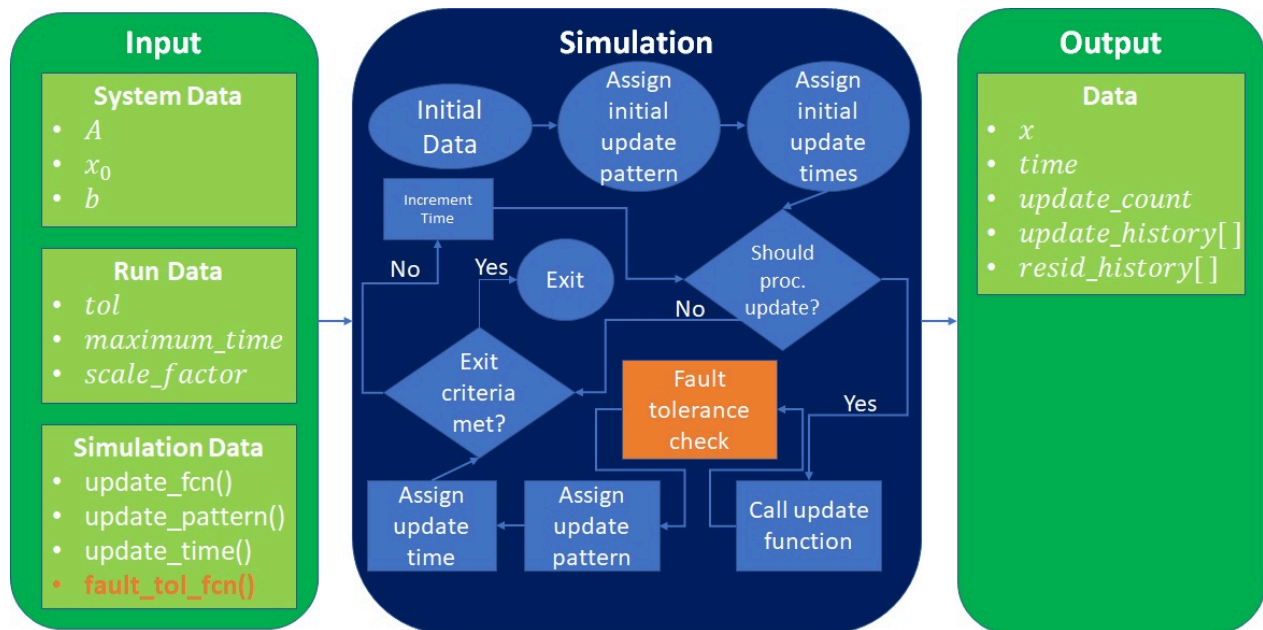 Input
System Data
• A
• x₀
• b
Run Data
• tol
• maximum_time
• scale_factor
Simulation Data
• update_fcn()
• update_pattern()
• update_time()
• fault_tol_fcn()
Simulation
Initial
Data
Assign
initial
update
pattern
Assign
initial
update
times
Increment
Time
No
Yes
Exit
Should
proc.
update?
No
Yes
Exit
criteria
met?
Fault
tolerance
check
Assign
update
time
Assign
update
pattern
Call update
function
Output
Data
• x
• time
• update_count
• update_history[ ]
• resid_history[ ]